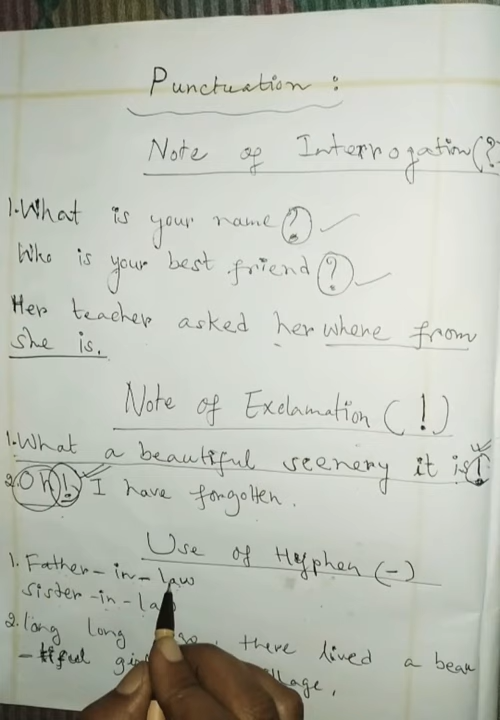 Punctuation :
Note of Interrogation (?
1. What is your name ?
Who is your best friend ?
Her teacher asked her where from
she is.
Note of Exclamation ( ! )
1. What a beautiful scenery it is !
2. Oh ! I have forgotten .
Use of Hyphen (-)
1. Father - in - law
sister - in - la
2. long long there lived a beau
- tiful